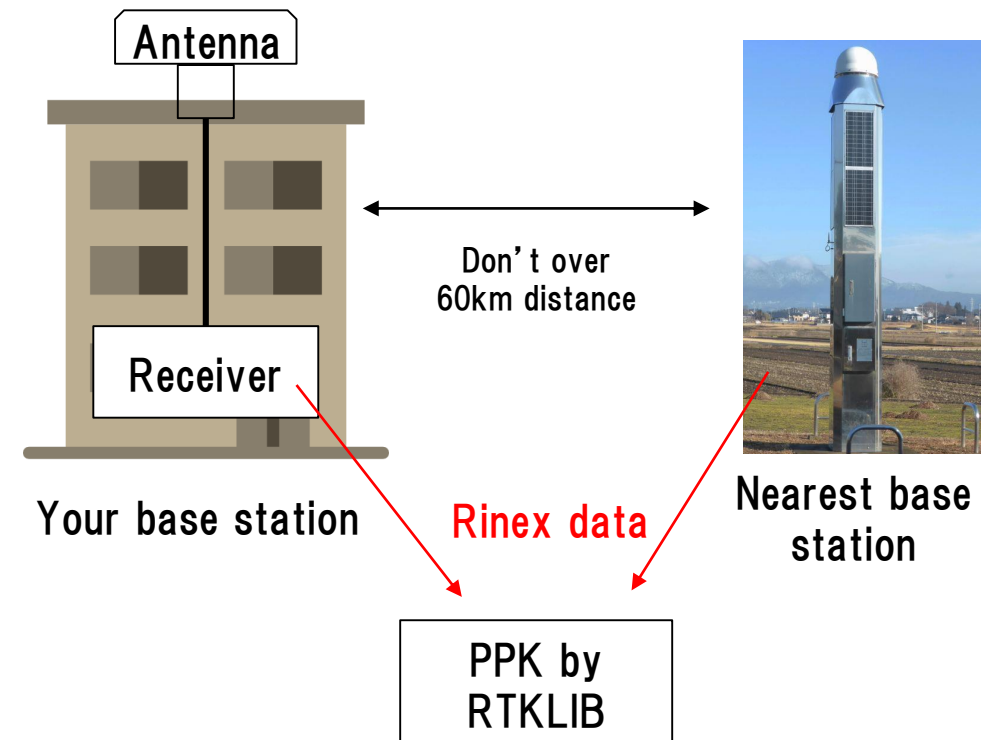 Antenna
Don't over
60km distance
Receiver
Your base station
Rinex data
Nearest base
station
PPK by
RTKLIB